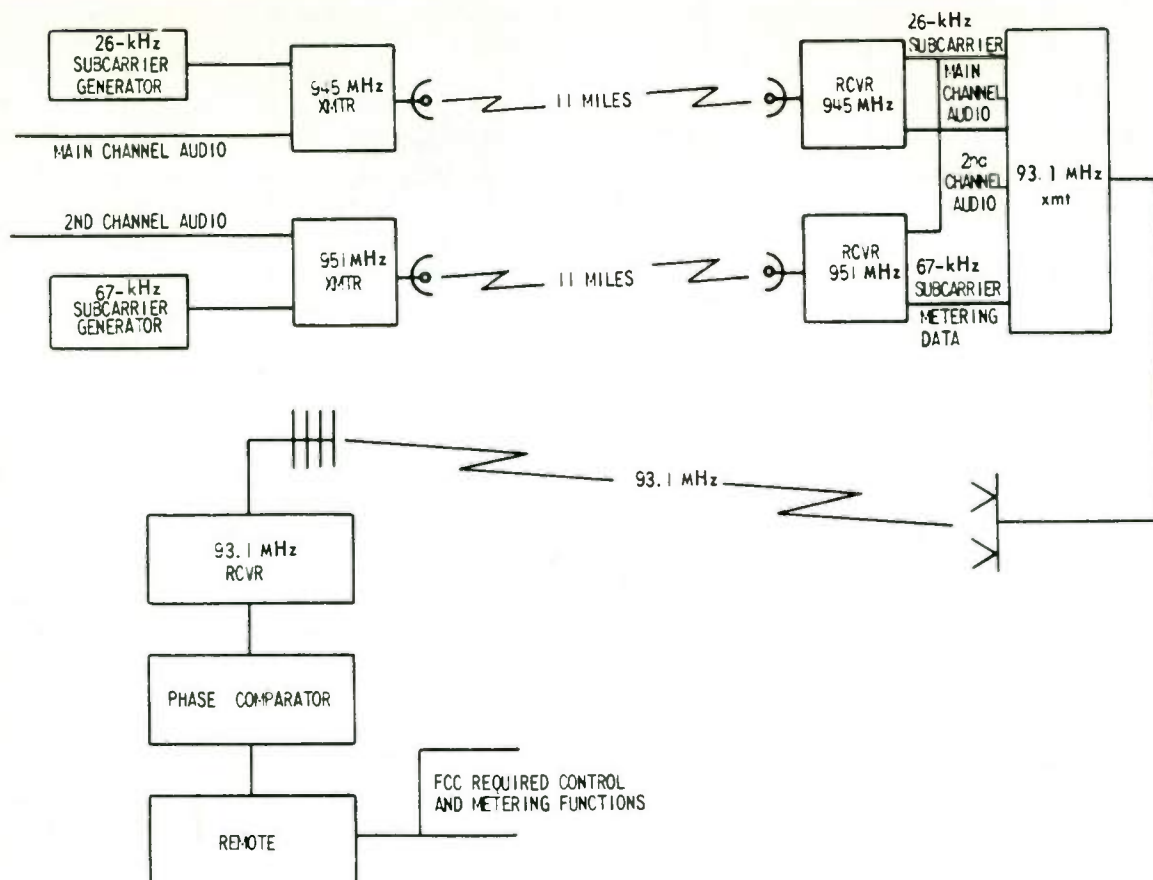 26-kHz
SUBCARRIER
GENERATOR
MAIN CHANNEL AUDIO
945 MHz
XMTR
11 MILES
RCVR
945 MHz
26-kHz
SUBCARRIER
MAIN
CHANNEL
AUDIO
2nd
CHANNEL
AUDIO
93.1 MHz
xmt
2ND CHANNEL AUDIO
67-kHz
SUBCARRIER
GENERATOR
951 MHz
XMTR
11 MILES
RCVR
951 MHz
67-kHz
SUBCARRIER
METERING
DATA
93.1 MHz
93.1 MHz
RCVR
PHASE COMPARATOR
REMOTE
FCC REQUIRED CONTROL
AND METERING FUNCTIONS